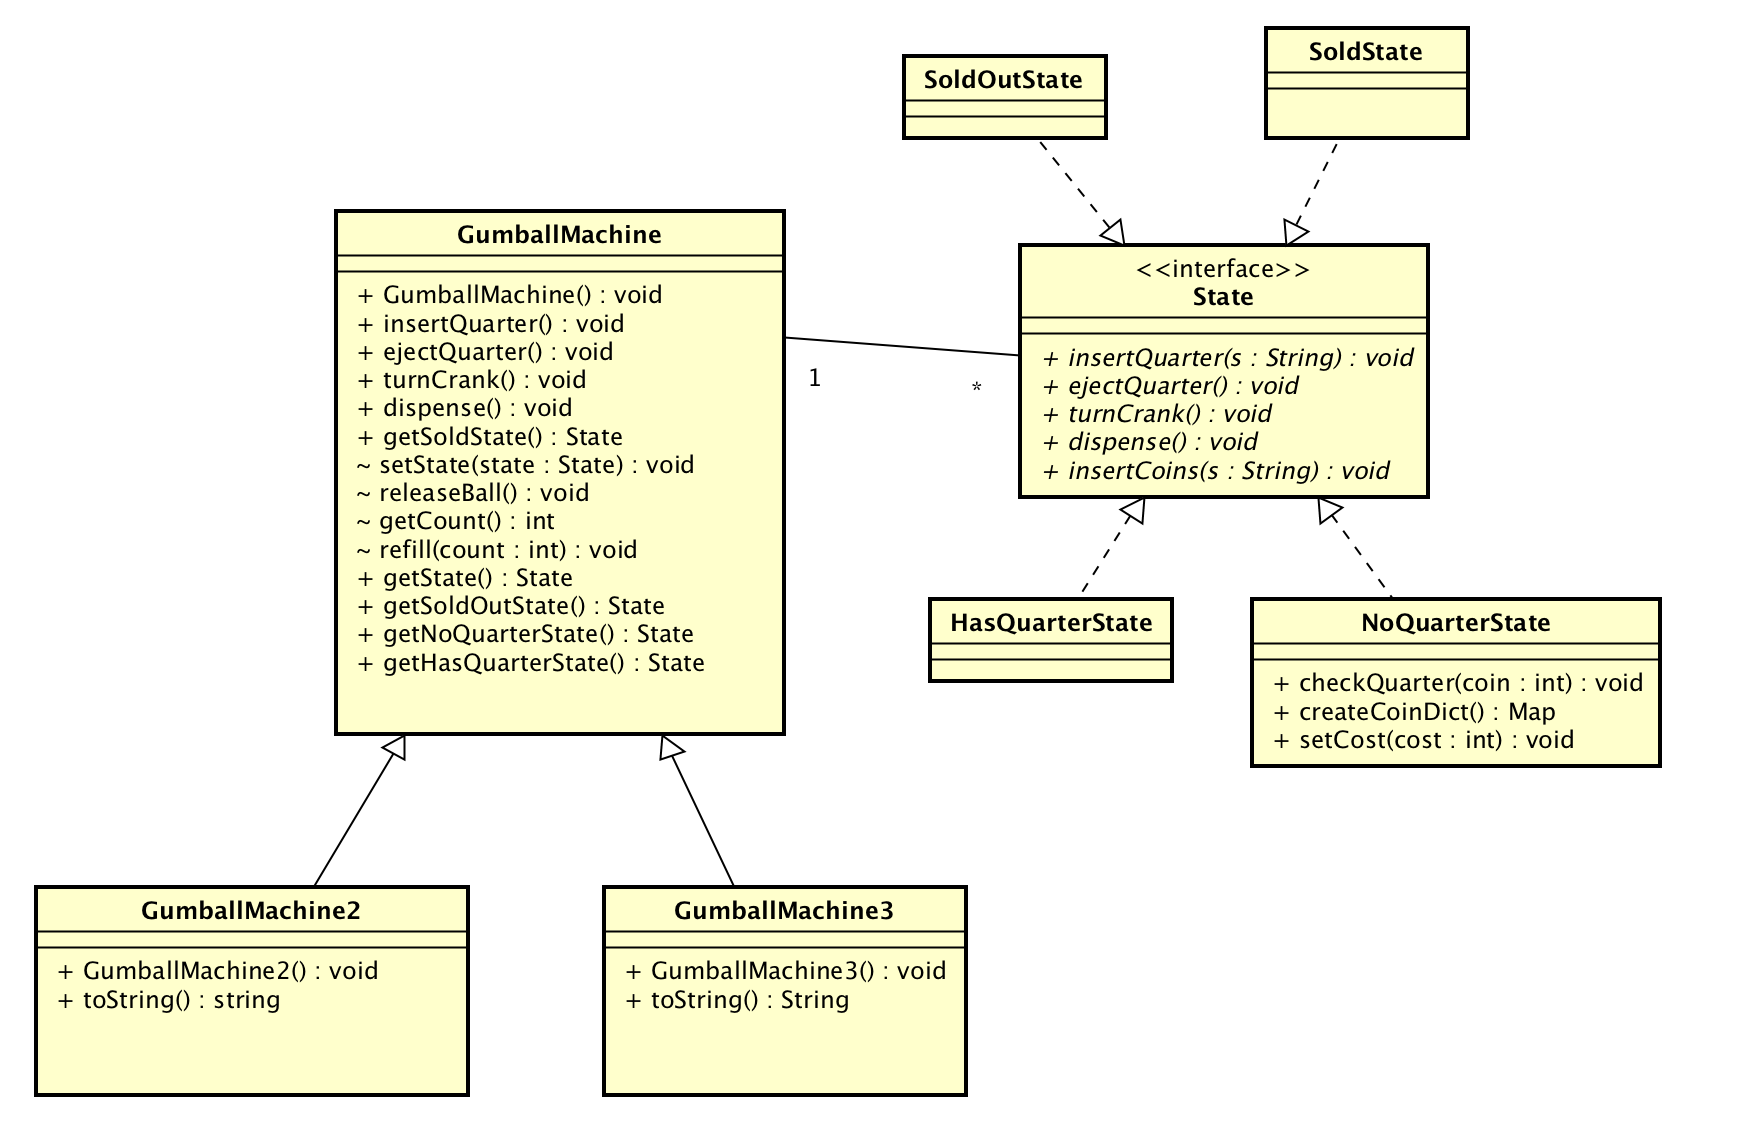 SoldOutState
SoldState
GumballMachine
+ GumballMachine() : void
+ insertQuarter() : void
+ ejectQuarter() : void
+ turnCrank() : void
+ dispense() : void
+ getSoldState() : State
~ setState(state : State) : void
~ releaseBall() : void
~ getCount() : int
~ refill(count : int) : void
+ getState() : State
+ getSoldOutState() : State
+ getNoQuarterState() : State
+ getHasQuarterState() : State
1
*
<<interface>>
State
+ insertQuarter(s : String) : void
+ ejectQuarter() : void
+ turnCrank() : void
+ dispense() : void
+ insertCoins(s : String) : void
HasQuarterState
NoQuarterState
+ checkQuarter(coin : int) : void
+ createCoinDict() : Map
+ setCost(cost : int) : void
GumballMachine2
+ GumballMachine2() : void
+ toString() : string
GumballMachine3
+ GumballMachine3() : void
+ toString() : String